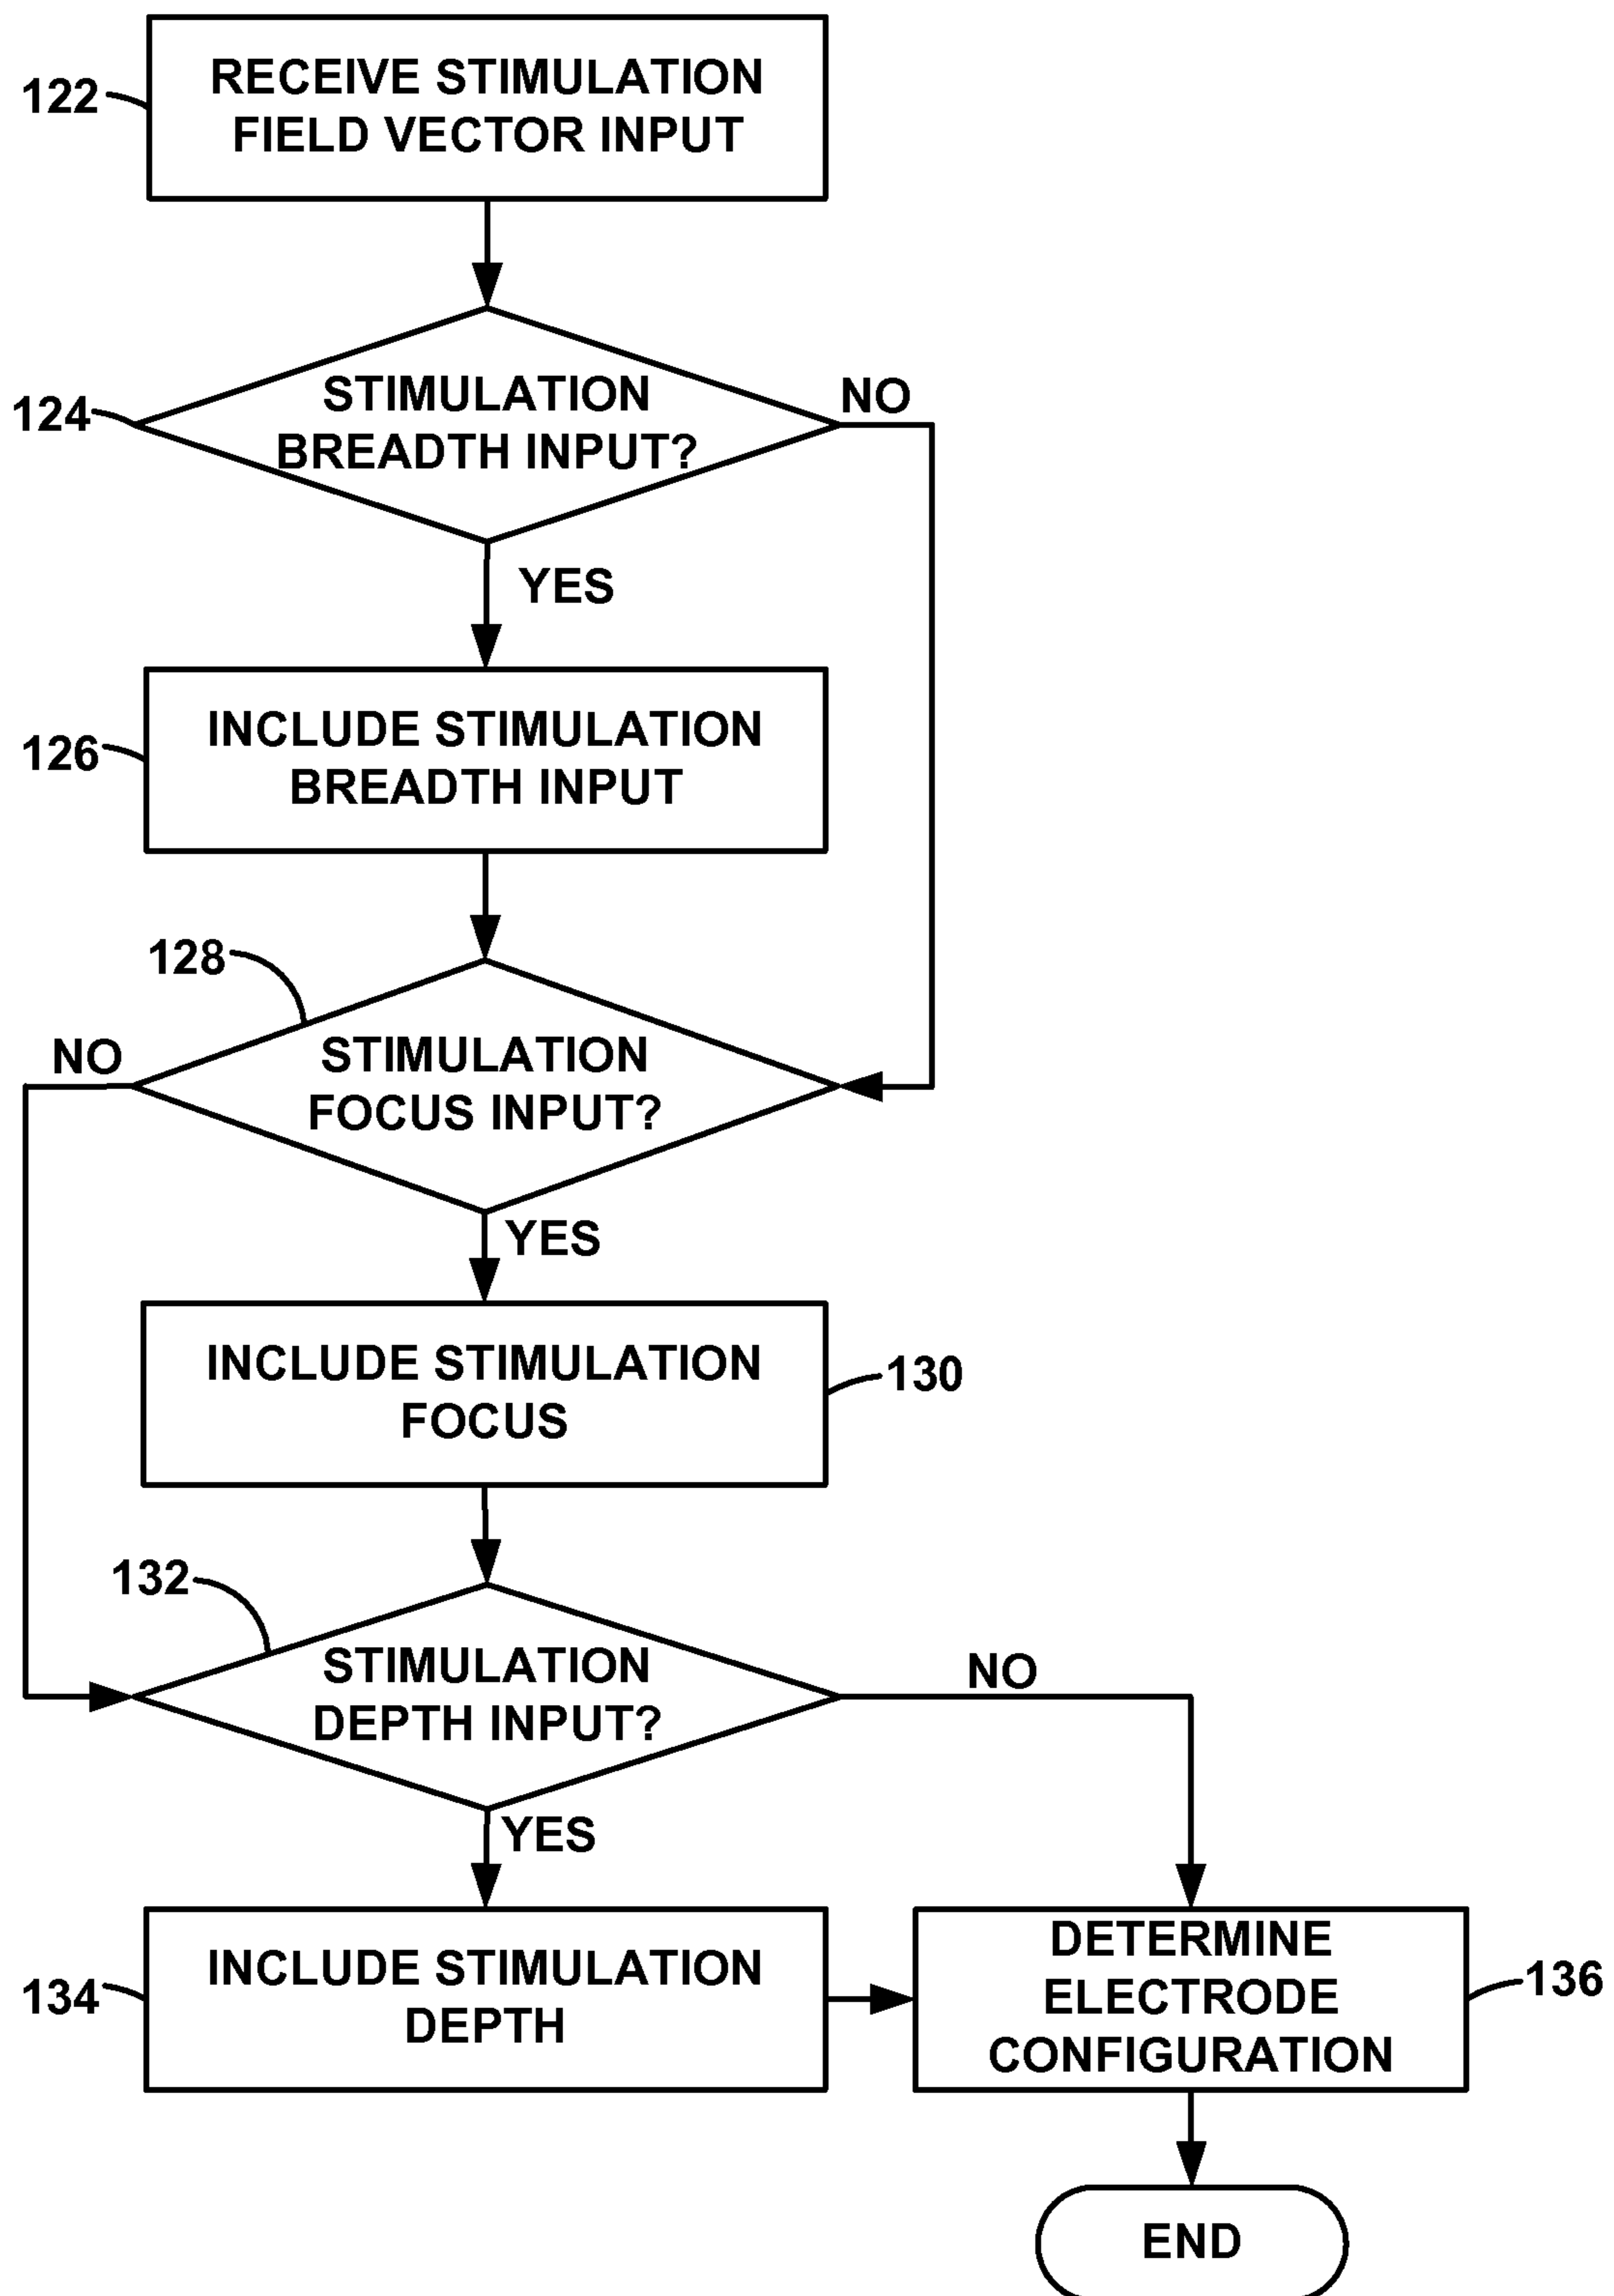 122
RECEIVE STIMULATION
FIELD VECTOR INPUT
124
STIMULATION
BREADTH INPUT?
NO
YES
126
INCLUDE STIMULATION
BREADTH INPUT
128
NO
STIMULATION
FOCUS INPUT?
YES
INCLUDE STIMULATION
FOCUS
130
132
STIMULATION
DEPTH INPUT?
NO
YES
134
INCLUDE STIMULATION
DEPTH
DETERMINE
ELECTRODE
CONFIGURATION
136
END